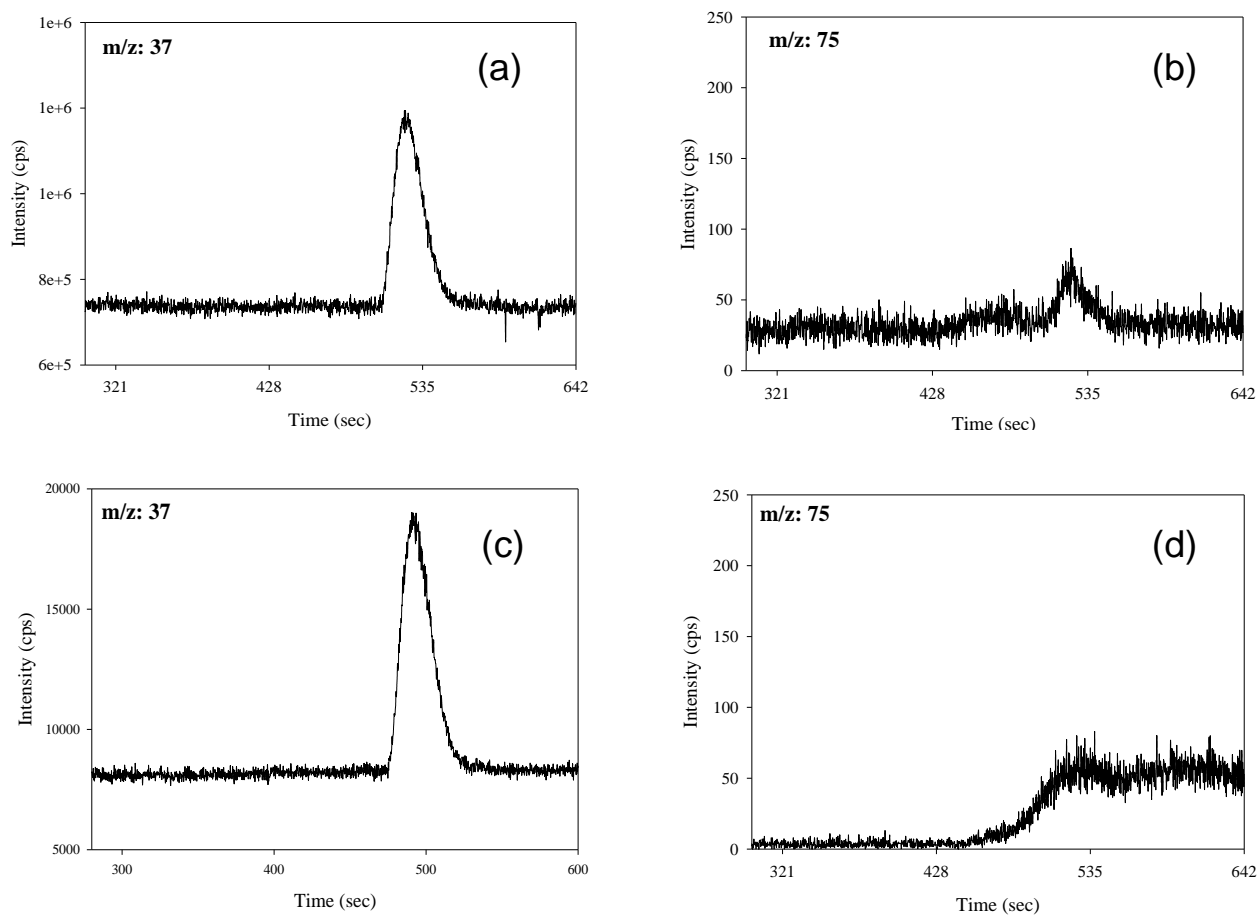 m/z: 37
(a)
1e+6
1e+6
1e+6
8e+5
6e+5
Intensity (cps)
321
428
535
642
Time (sec)
m/z: 75
(b)
250
200
150
100
50
0
Intensity (cps)
321
428
535
642
Time (sec)
m/z: 37
(c)
20000
15000
10000
5000
Intensity (cps)
300
400
500
600
Time (sec)
m/z: 75
(d)
250
200
150
100
50
0
Intensity (cps)
321
428
535
642
Time (sec)